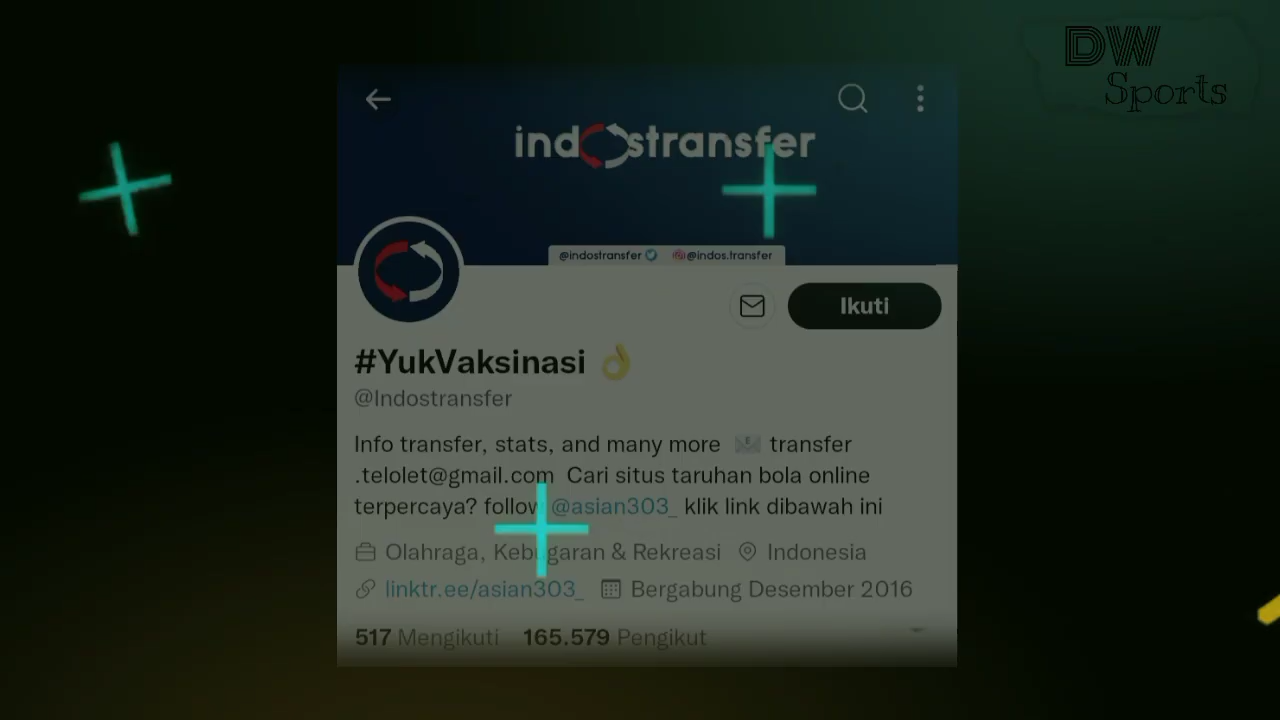 DW
Sports
indostransfer
@indostransfer @indos.transfer
Ikuti
#YukVaksinasi 👌
@Indostransfer
Info transfer, stats, and many more 📧 transfer
.telolet@gmail.com Cari situs taruhan bola online
terpercaya? follow @asian303_ klik link dibawah ini
Olahraga, Kebugaran & Rekreasi Indonesia
linktr.ee/asian303_ Bergabung Desember 2016
517 Mengikuti 165.579 Pengikut